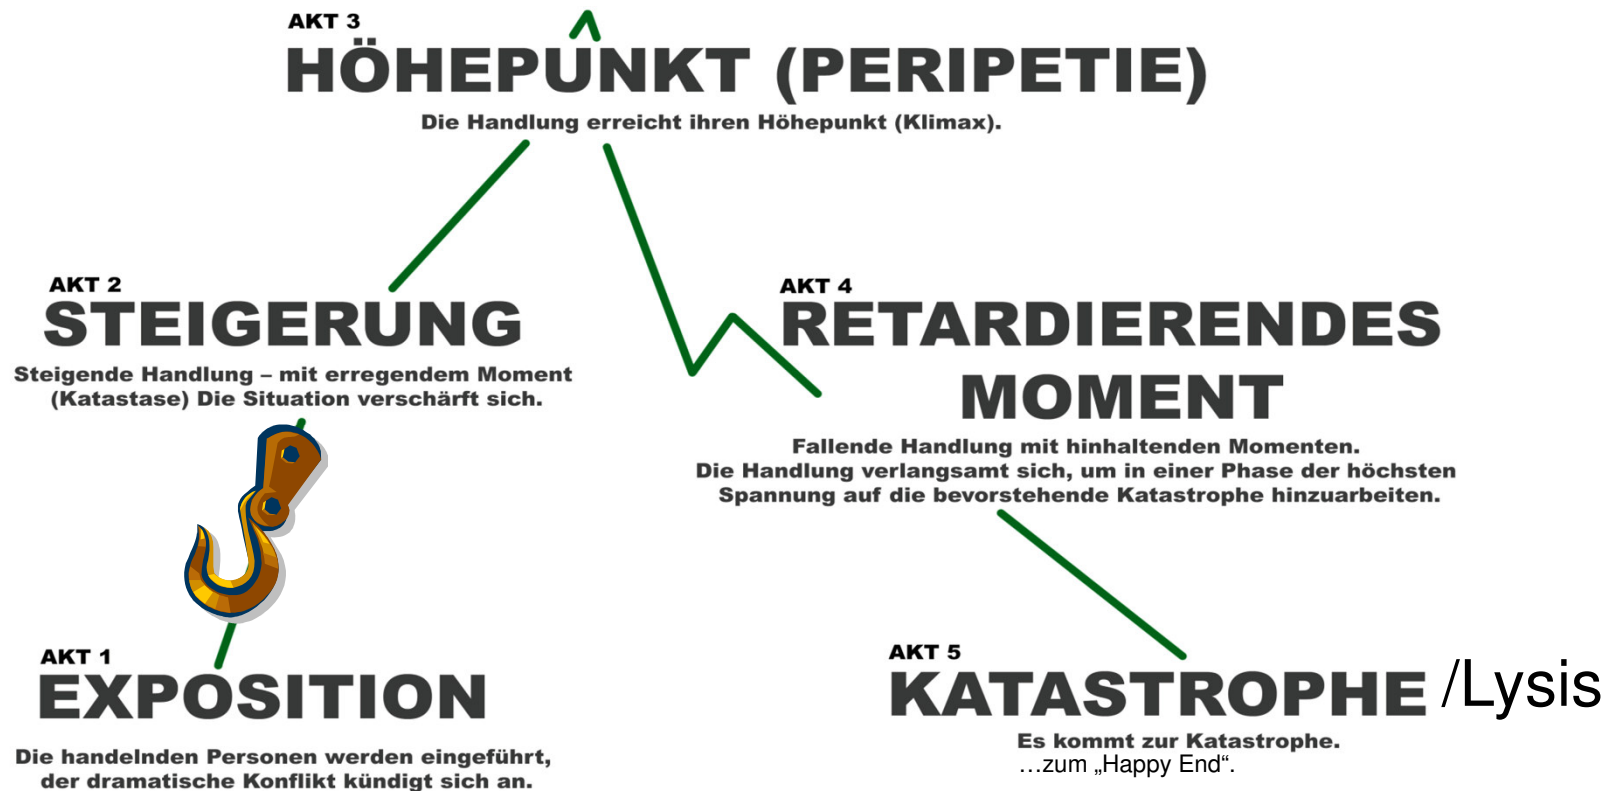 AKT 3
HÖHEPUNKT (PERIPETIE)
Die Handlung erreicht ihren Höhepunkt (Klimax).
AKT 2
STEIGERUNG
Steigende Handlung – mit erregendem Moment
(Katastase) Die Situation verschärft sich.
AKT 4
RETARDIERENDES
MOMENT
Fallende Handlung mit hinhaltenden Momenten.
Die Handlung verlangsamt sich, um in einer Phase der höchsten
Spannung auf die bevorstehende Katastrophe hinzuarbeiten.
AKT 1
EXPOSITION
Die handelnden Personen werden eingeführt,
der dramatische Konflikt kündigt sich an.
AKT 5
KATASTROPHE /Lysis
Es kommt zur Katastrophe.
…zum „Happy End“.